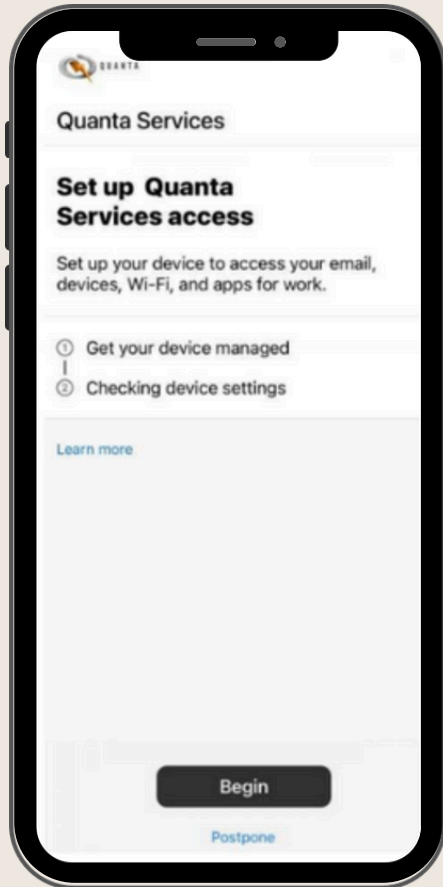 QUANTA
Quanta Services
Set up Quanta
Services access
Set up your device to access your email,
devices, Wi-Fi, and apps for work.
1 Get your device managed
2 Checking device settings
Learn more
Begin
Postpone